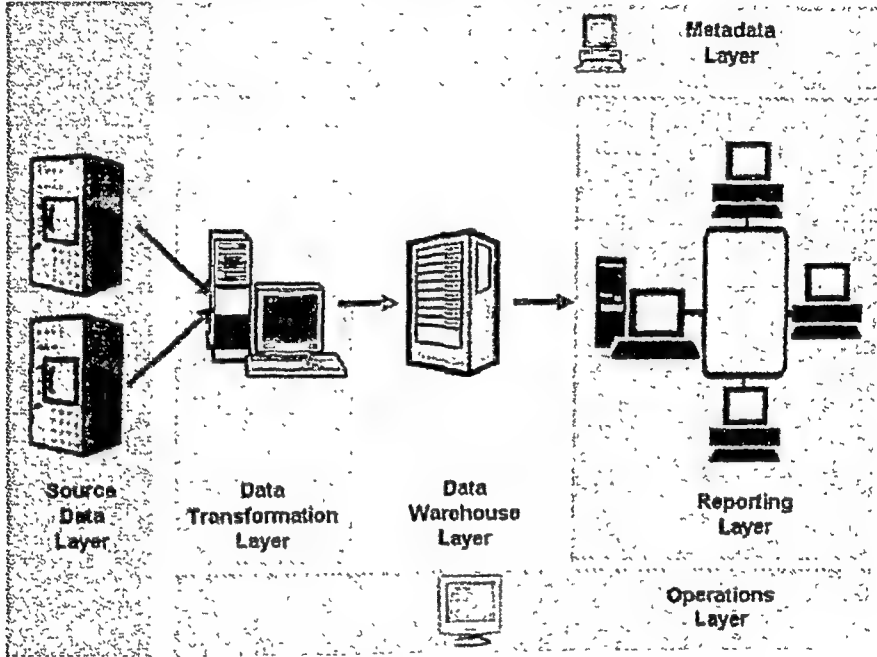 Metadata
Layer
Source
Data
Layer
Data
Transformation
Layer
Data
Warehouse
Layer
Reporting
Layer
Operations
Layer